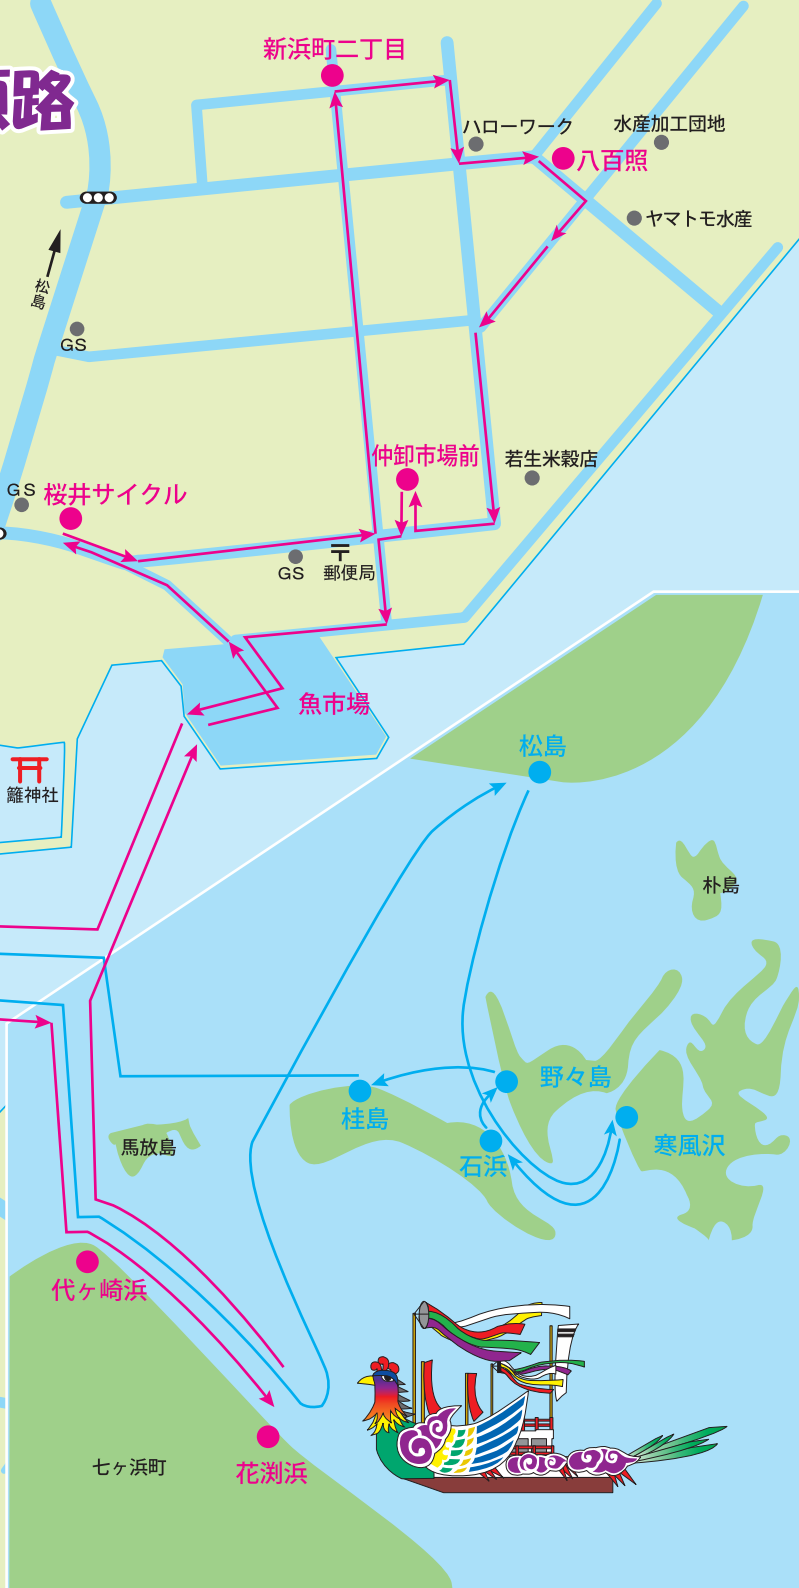 路
新浜町二丁目
ハローワーク
水産加工団地
八百照
ヤマトモ水産
松島
GS
仲卸市場前
若生米穀店
GS
桜井サイクル
GS
郵便局
魚市場
松島
籬神社
朴島
野々島
桂島
寒風沢
馬放島
石浜
代ヶ崎浜
七ヶ浜町
花渕浜